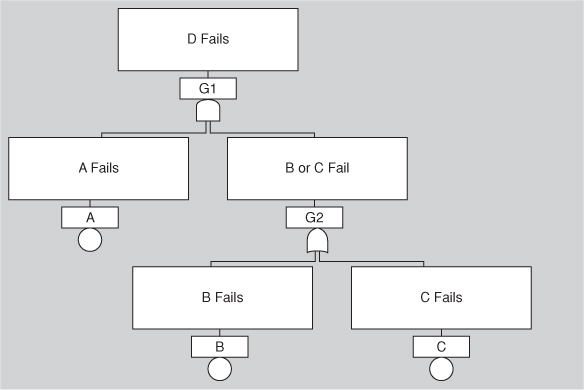 D Fails
G1
A Fails
B or C Fail
A
G2
B Fails
C Fails
B
C